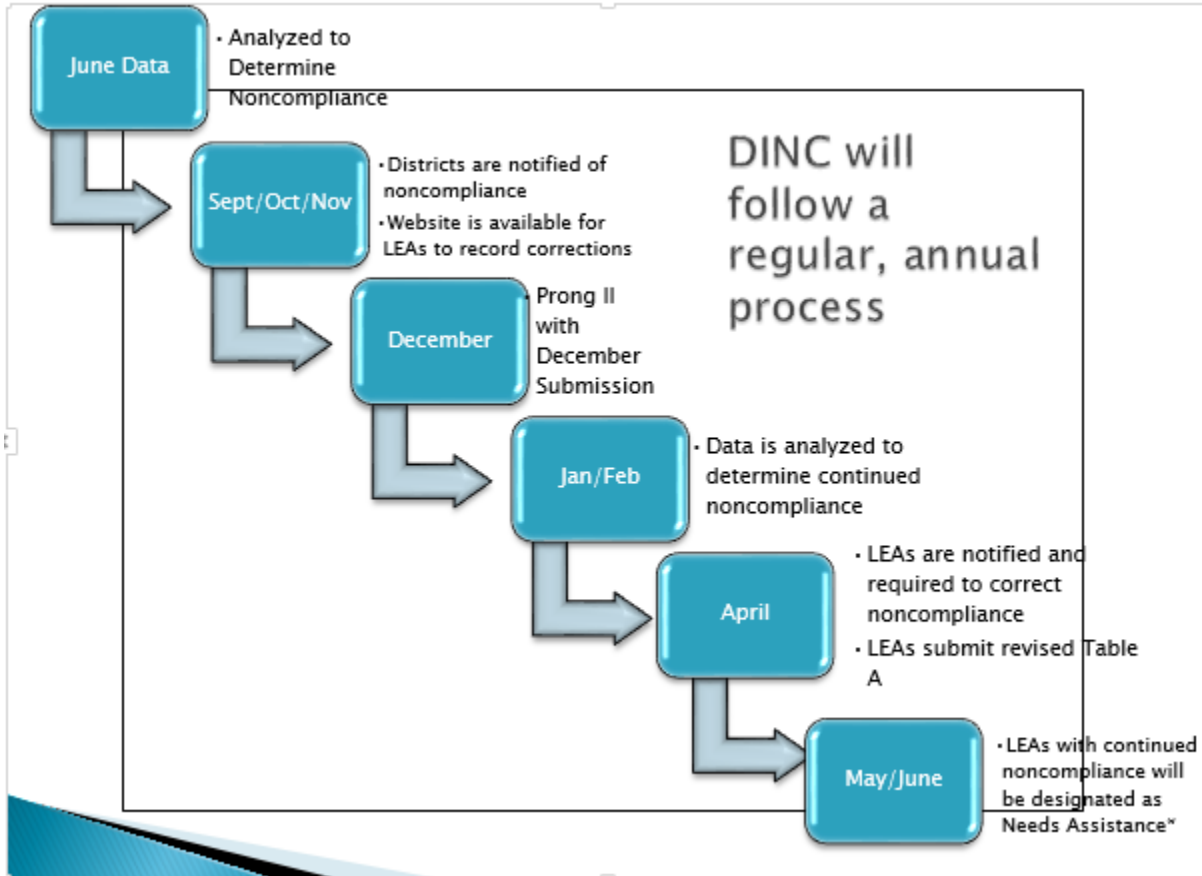 June Data
· Analyzed to
Determine
Noncompliance
DINC will
follow a
regular, annual
process
Sept/Oct/Nov
· Districts are notified of
noncompliance
· Website is available for
LEAs to record corrections
December
· Prong II
with
December
Submission
Jan/Feb
· Data is analyzed to
determine continued
noncompliance
April
· LEAs are notified and
required to correct
noncompliance
· LEAs submit revised Table
A
May/June
· LEAs with continued
noncompliance will
be designated as
Needs Assistance*